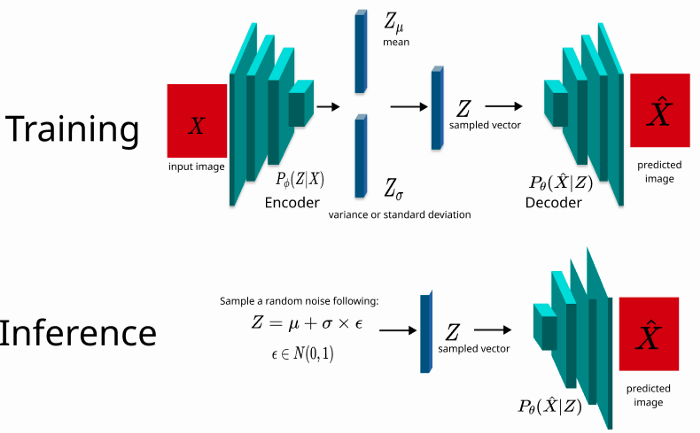 Training
X
input image
P_ϕ(Z|X)
Encoder
Z_μ
mean
Z_σ
variance or standard deviation
Z
sampled vector
P_θ(X̂|Z)
Decoder
X̂
predicted
image
Inference
Sample a random noise following:
Z = μ + σ × ϵ
ϵ ∈ N(0,1)
Z
sampled vector
P_θ(X̂|Z)
X̂
predicted
image